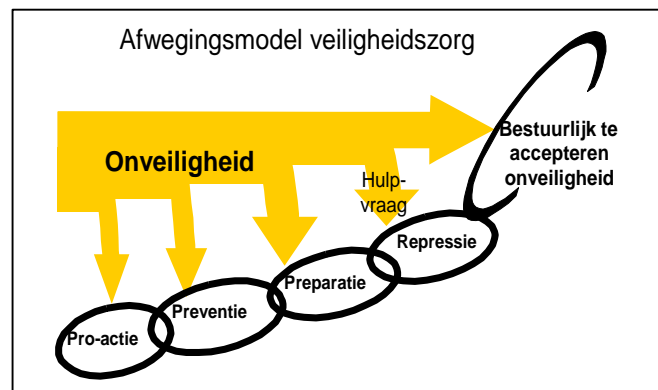 Afwegingsmodel veiligheidszorg
Onveiligheid
Bestuurlijk te
accepteren
onveiligheid
Hulp-
vraag
Repressie
Preparatie
Preventie
Pro-actie